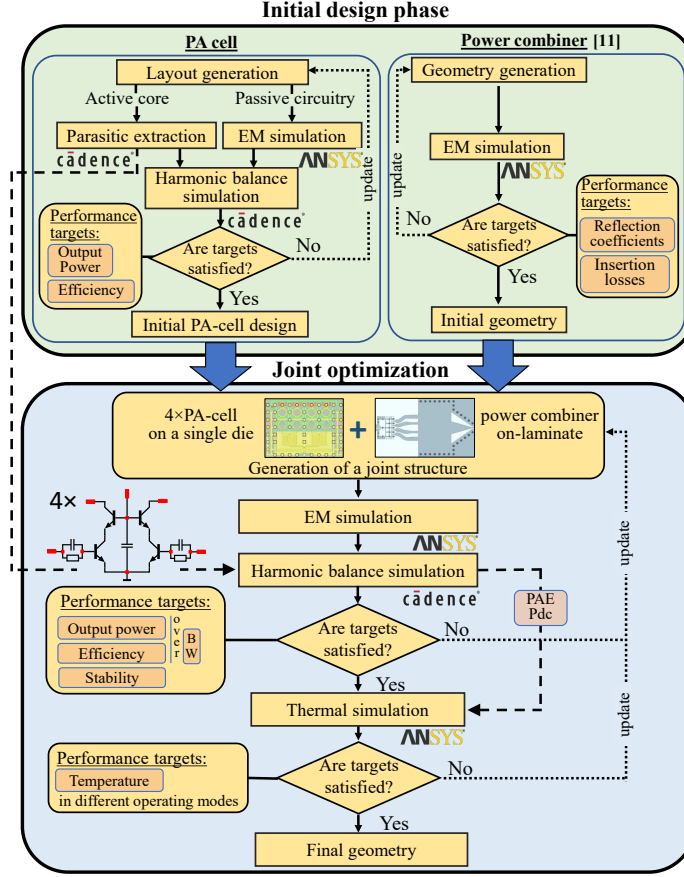 Initial design phase
PA cell
Layout generation
Active core
Passive circuitry
Parasitic extraction
EM simulation
cādence®
ANSYS®
Harmonic balance
simulation
cādence®
update
Performance
targets:
Output
Power
Efficiency
Are targets
satisfied?
No
Yes
Initial PA-cell design
Power combiner [11]
Geometry generation
EM simulation
ANSYS®
update
No
Are targets
satisfied?
Yes
Performance
targets:
Reflection
coefficients
Insertion
losses
Initial geometry
Joint optimization
4×PA-cell
on a single die
+
power combiner
on-laminate
Generation of a joint structure
4×
EM simulation
ANSYS®
Harmonic balance simulation
cādence®
PAE
Pdc
update
Performance targets:
Output power
Efficiency
Stability
over
BW
Are targets
satisfied?
No
Yes
Thermal simulation
ANSYS®
update
Performance targets:
Temperature
in different operating modes
Are targets
satisfied?
No
Yes
Final geometry